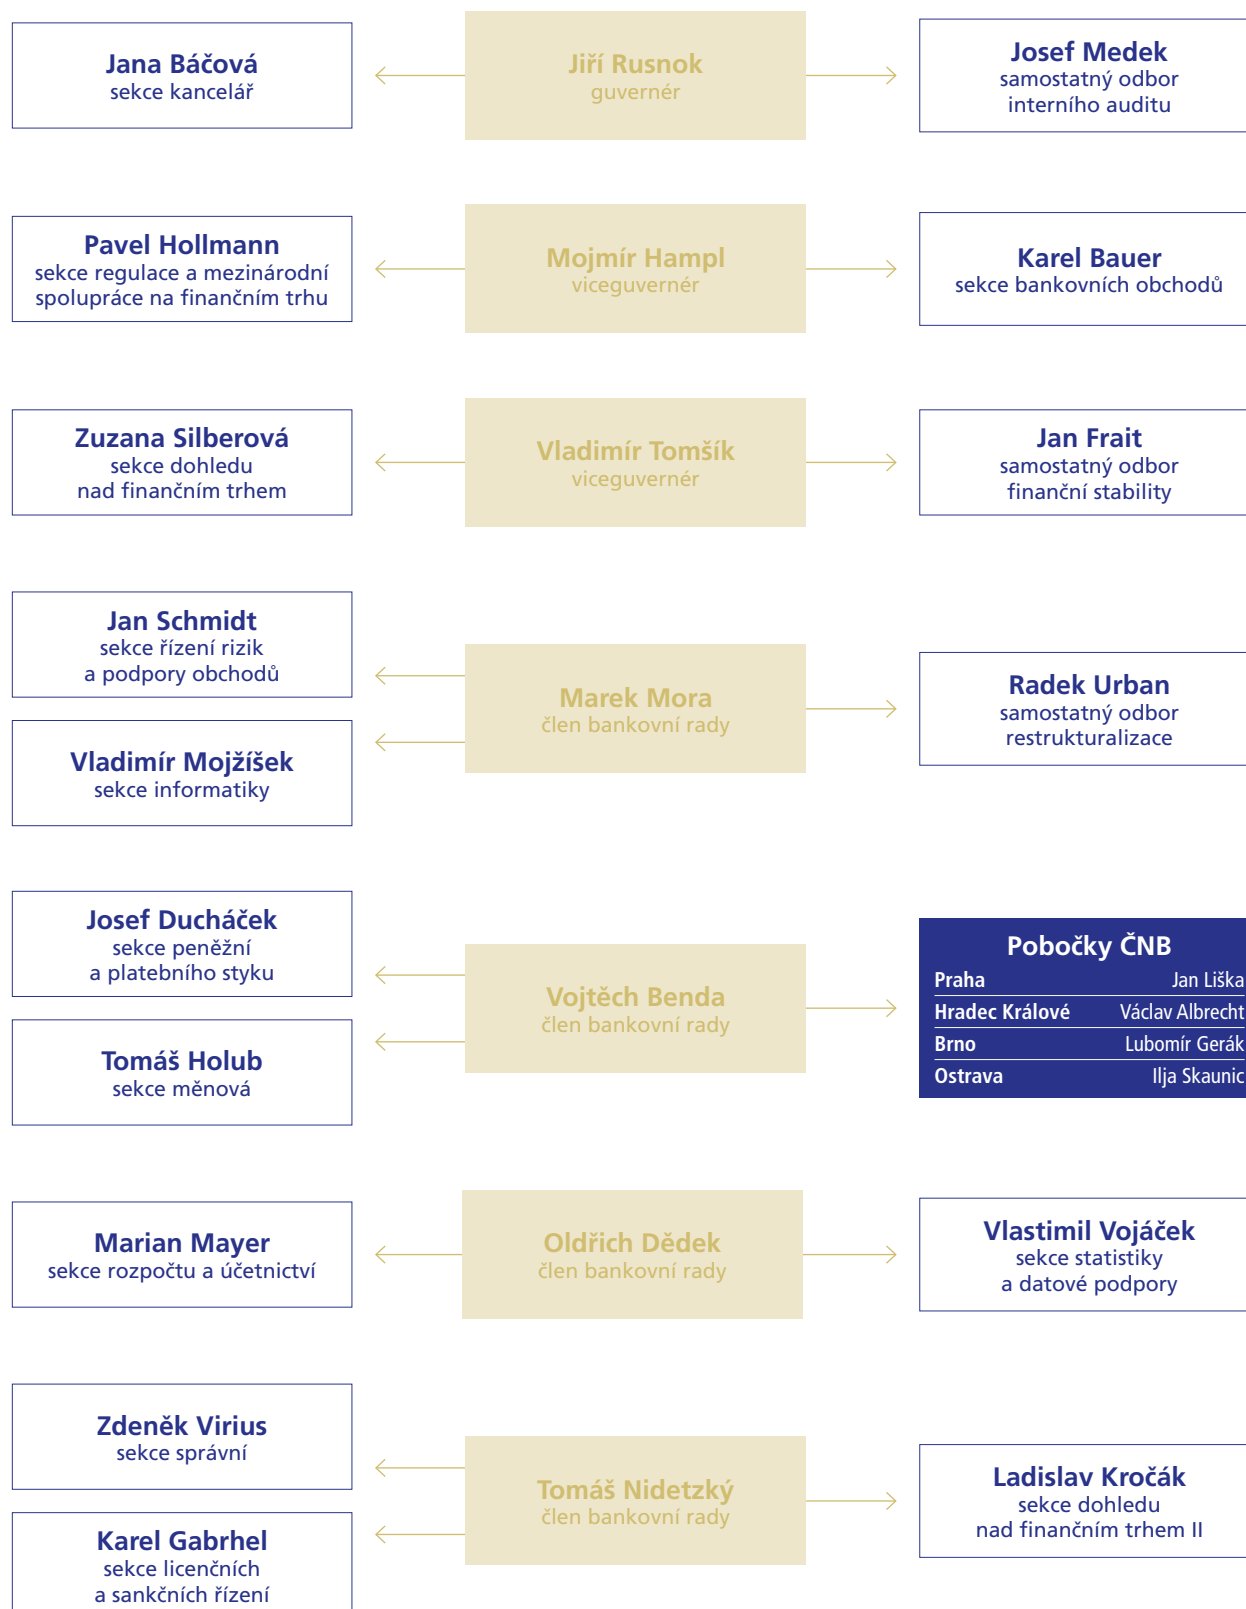 Jana Báčová
sekce kancelář
Jiří Rusnok
guvernér
Josef Medek
samostatný odbor
interního auditu
Pavel Hollmann
sekce regulace a mezinárodní
spolupráce na finančním trhu
Mojmír Hampl
viceguvernér
Karel Bauer
sekce bankovních obchodů
Zuzana Silberová
sekce dohledu
nad finančním trhem
Vladimír Tomšík
viceguvernér
Jan Frait
samostatný odbor
finanční stability
Jan Schmidt
sekce řízení rizik
a podpory obchodů
Vladimír Mojžíšek
sekce informatiky
Marek Mora
člen bankovní rady
Radek Urban
samostatný odbor
restrukturalizace
Josef Ducháček
sekce peněžní
a platebního styku
Tomáš Holub
sekce měnová
Vojtěch Benda
člen bankovní rady
Pobočky ČNB
Praha Jan Liška
Hradec Králové Václav Albrecht
Brno Lubomír Gerák
Ostrava Ilja Skaunic
Marian Mayer
sekce rozpočtu a účetnictví
Oldřich Dědek
člen bankovní rady
Vlastimil Vojáček
sekce statistiky
a datové podpory
Zdeněk Virius
sekce správní
Karel Gabrhel
sekce licenčních
a sankčních řízení
Tomáš Nidetzký
člen bankovní rady
Ladislav Kročák
sekce dohledu
nad finančním trhem II